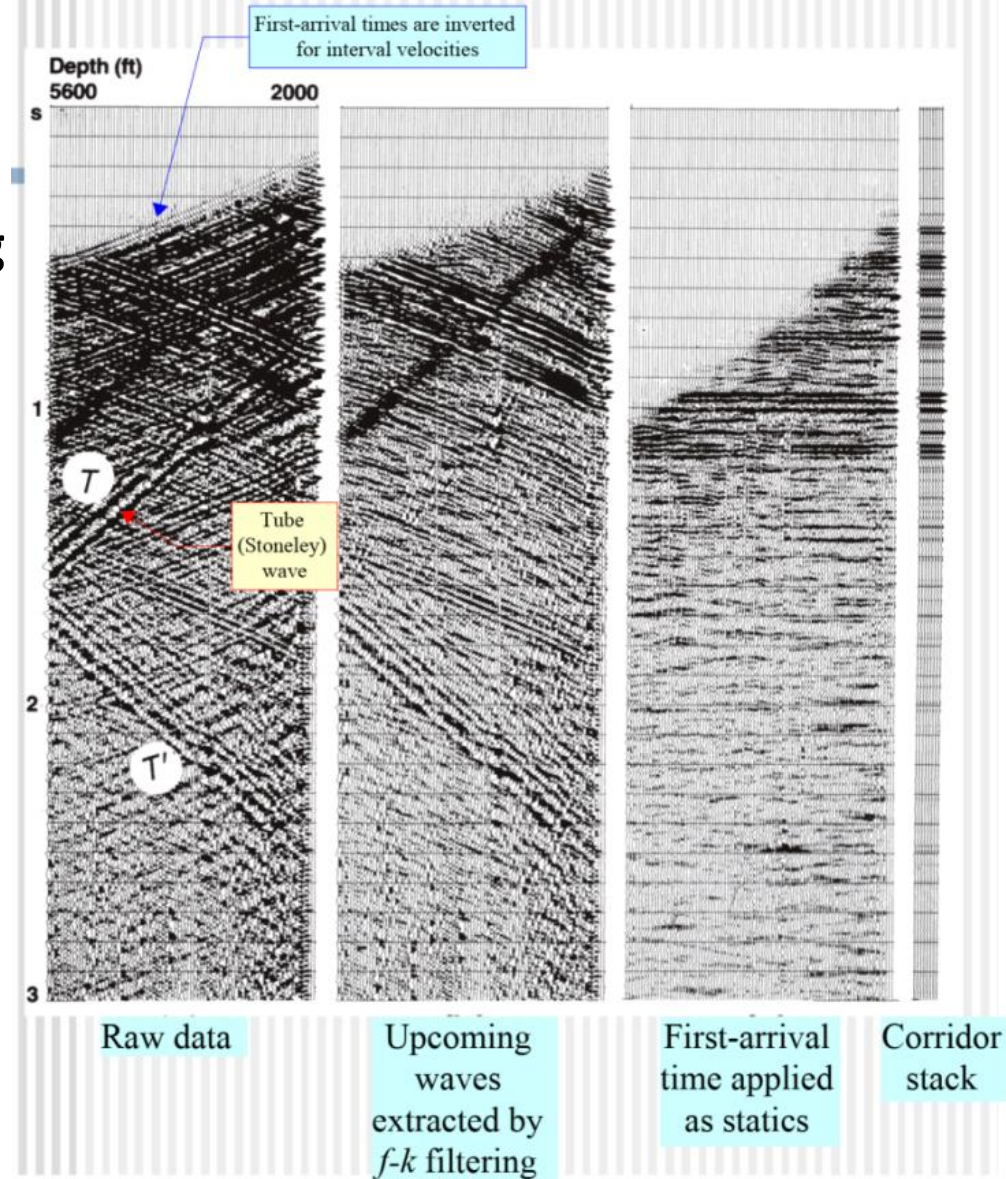 First-arrival times are inverted
for interval velocities
Depth (ft)
5600 2000
s
g
1
T
Tube
(Stoneley)
wave
2
T'
3
Raw data
Upcoming
waves
extracted by
f-k filtering
First-arrival
time applied
as statics
Corridor
stack